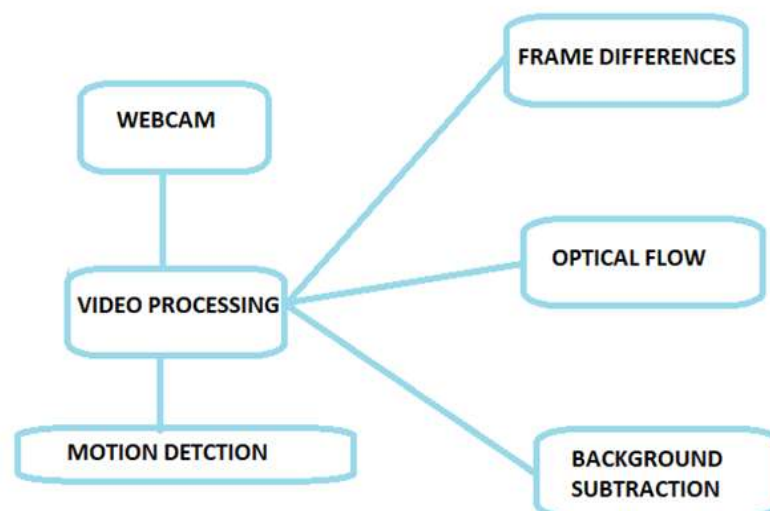 FRAME DIFFERENCES
WEBCAM
OPTICAL FLOW
VIDEO PROCESSING
MOTION DETCTION
BACKGROUND
SUBTRACTION